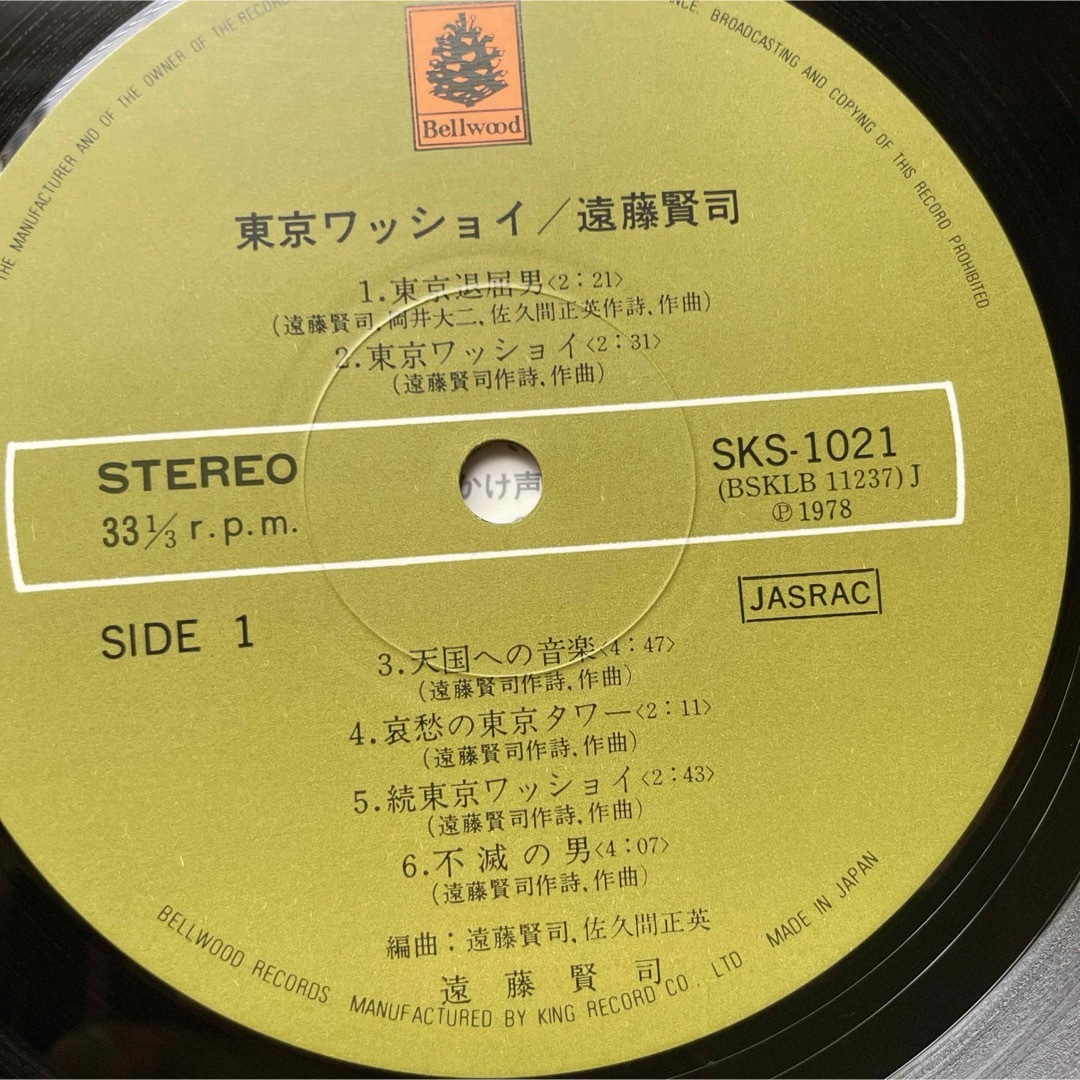 THE MANUFACTURER AND OF THE OWNER OF THE RECORD
BROADCASTING AND COPYING OF THIS RECORD PROHIBITED
Bellwood
東京ワッショイ/遠藤賢司
1.東京退屈男<2:21>
(遠藤賢司,岡井大二,佐久間正英作詩,作曲)
2.東京ワッショイ<2:31>
(遠藤賢司作詩,作曲)
STEREO
33 1/3 r.p.m.
SKS-1021
(BSKLB 11237) J
Ⓟ 1978
かけ声
SIDE 1
JASRAC
3.天国への音楽<4:47>
(遠藤賢司作詩,作曲)
4.哀愁の東京タワー<2:11>
(遠藤賢司作詩,作曲)
5.続東京ワッショイ<2:43>
(遠藤賢司作詩,作曲)
6.不滅の男<4:07>
(遠藤賢司作詩,作曲)
編曲:遠藤賢司,佐久間正英
遠藤賢司
BELLWOOD RECORDS MANUFACTURED BY KING RECORD CO., LTD MADE IN JAPAN